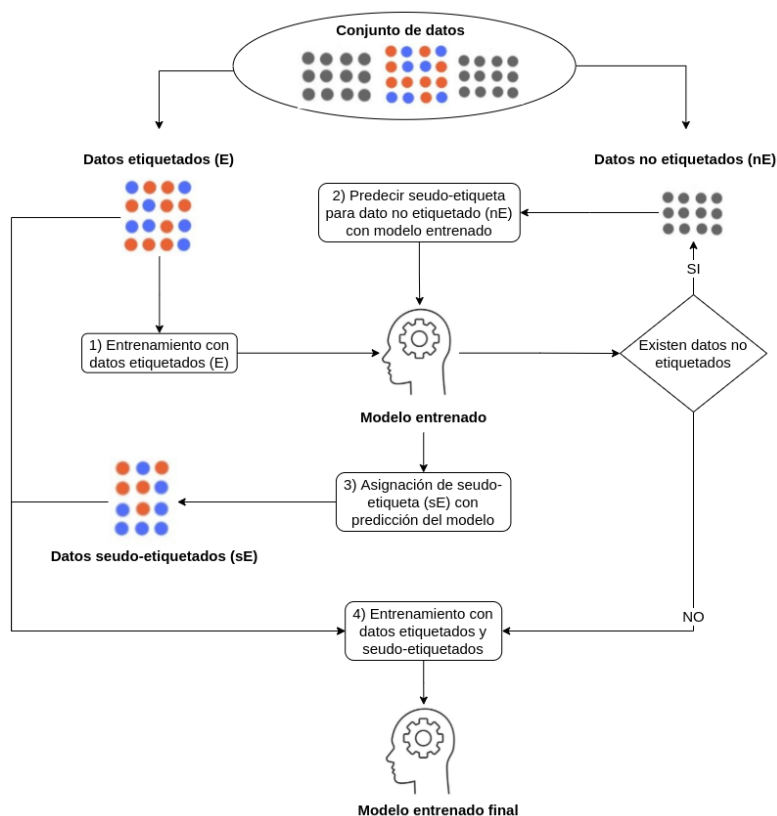 Conjunto de datos
Datos etiquetados (E)
Datos no etiquetados (nE)
2) Predecir seudo-etiqueta
para dato no etiquetado (nE)
con modelo entrenado
SI
1) Entrenamiento con
datos etiquetados (E)
Existen datos no
etiquetados
Modelo entrenado
3) Asignación de seudo-
etiqueta (sE) con
predicción del modelo
Datos seudo-etiquetados (sE)
4) Entrenamiento con
datos etiquetados y
seudo-etiquetados
NO
Modelo entrenado final